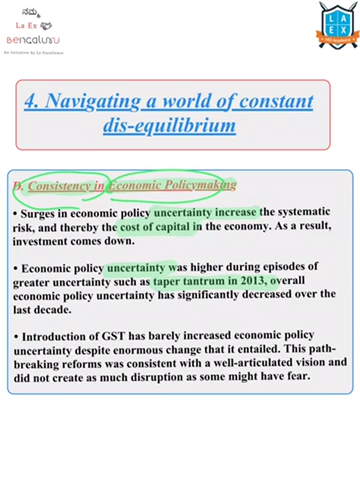 ನಮ್ಮ
La Ex
BENGALURU
An Initiative by La Excellence
LA
EX
4. Navigating a world of constant
dis-equilibrium
D. Consistency in Economic Policymaking
• Surges in economic policy uncertainty increase the systematic
risk, and thereby the cost of capital in the economy. As a result,
investment comes down.
• Economic policy uncertainty was higher during episodes of
greater uncertainty such as taper tantrum in 2013, overall
economic policy uncertainty has significantly decreased over the
last decade.
• Introduction of GST has barely increased economic policy
uncertainty despite enormous change that it entailed. This path-
breaking reforms was consistent with a well-articulated vision and
did not create as much disruption as some might have fear.